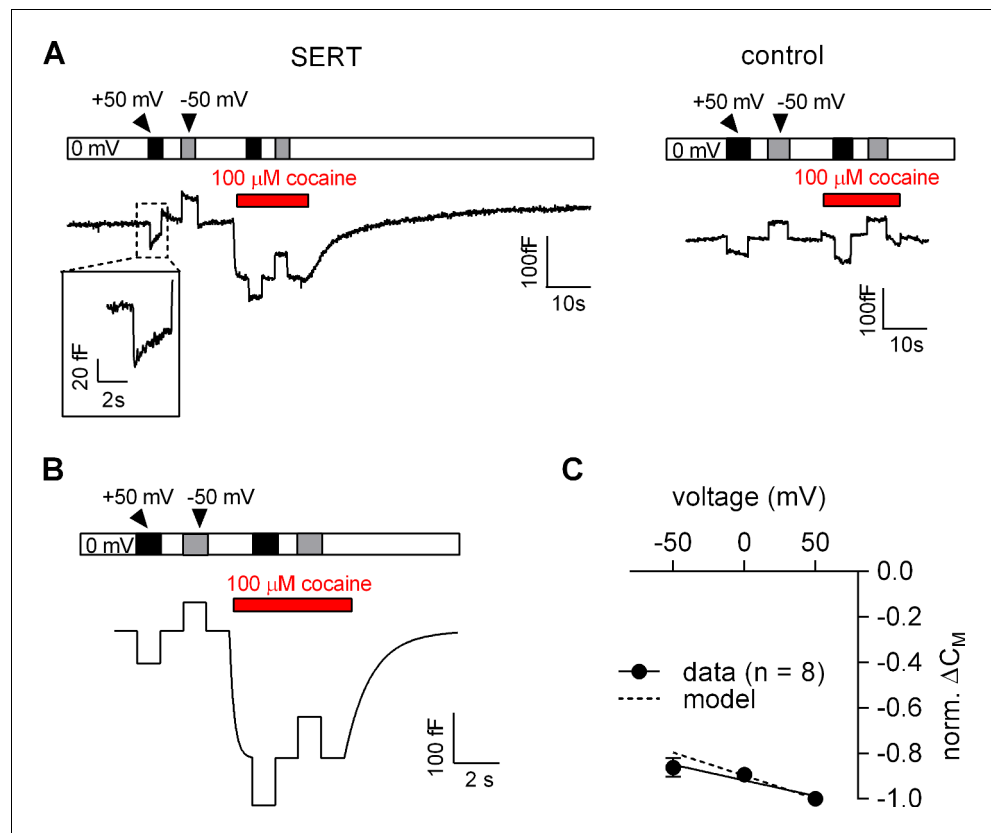 A
SERT
control
+50 mV
-50 mV
0 mV
100 μM cocaine
100fF
10s
20 fF
2s
+50 mV
-50 mV
0 mV
100 μM cocaine
100fF
10s
B
+50 mV
-50 mV
0 mV
100 μM cocaine
100 fF
2 s
C
voltage (mV)
-50 0 50
0.0
-0.2
-0.4
-0.6
-0.8
-1.0
norm. ΔCM
data (n = 8)
model